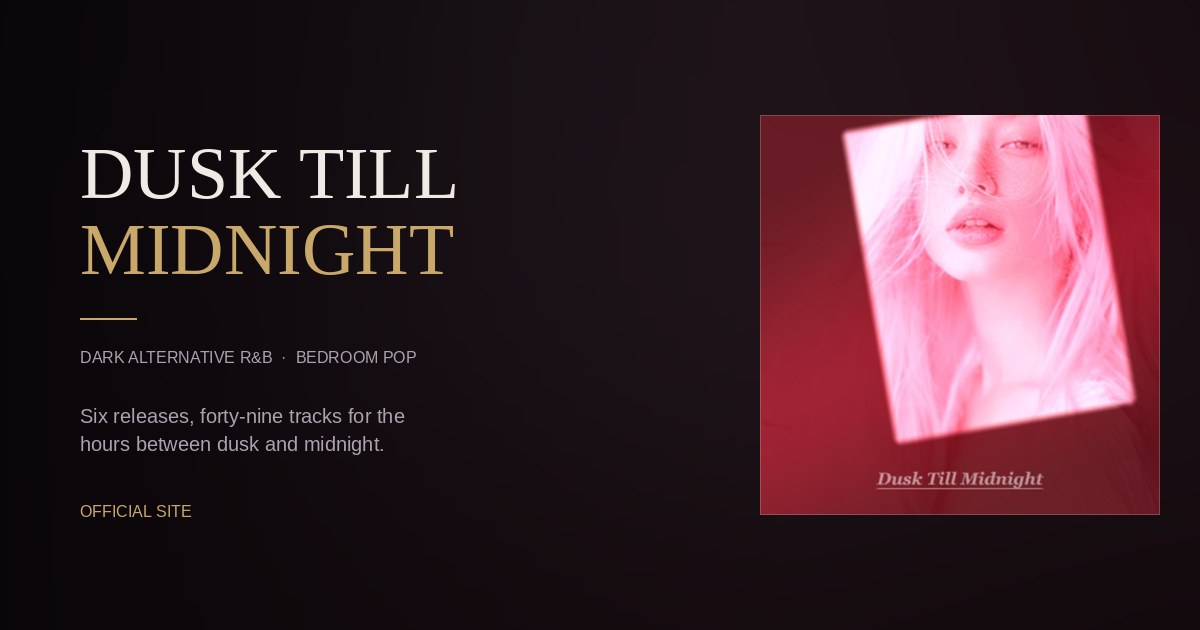 DUSK TILL
MIDNIGHT
DARK ALTERNATIVE R&B · BEDROOM POP
Six releases, forty-nine tracks for the
hours between dusk and midnight.
OFFICIAL SITE
Dusk Till Midnight